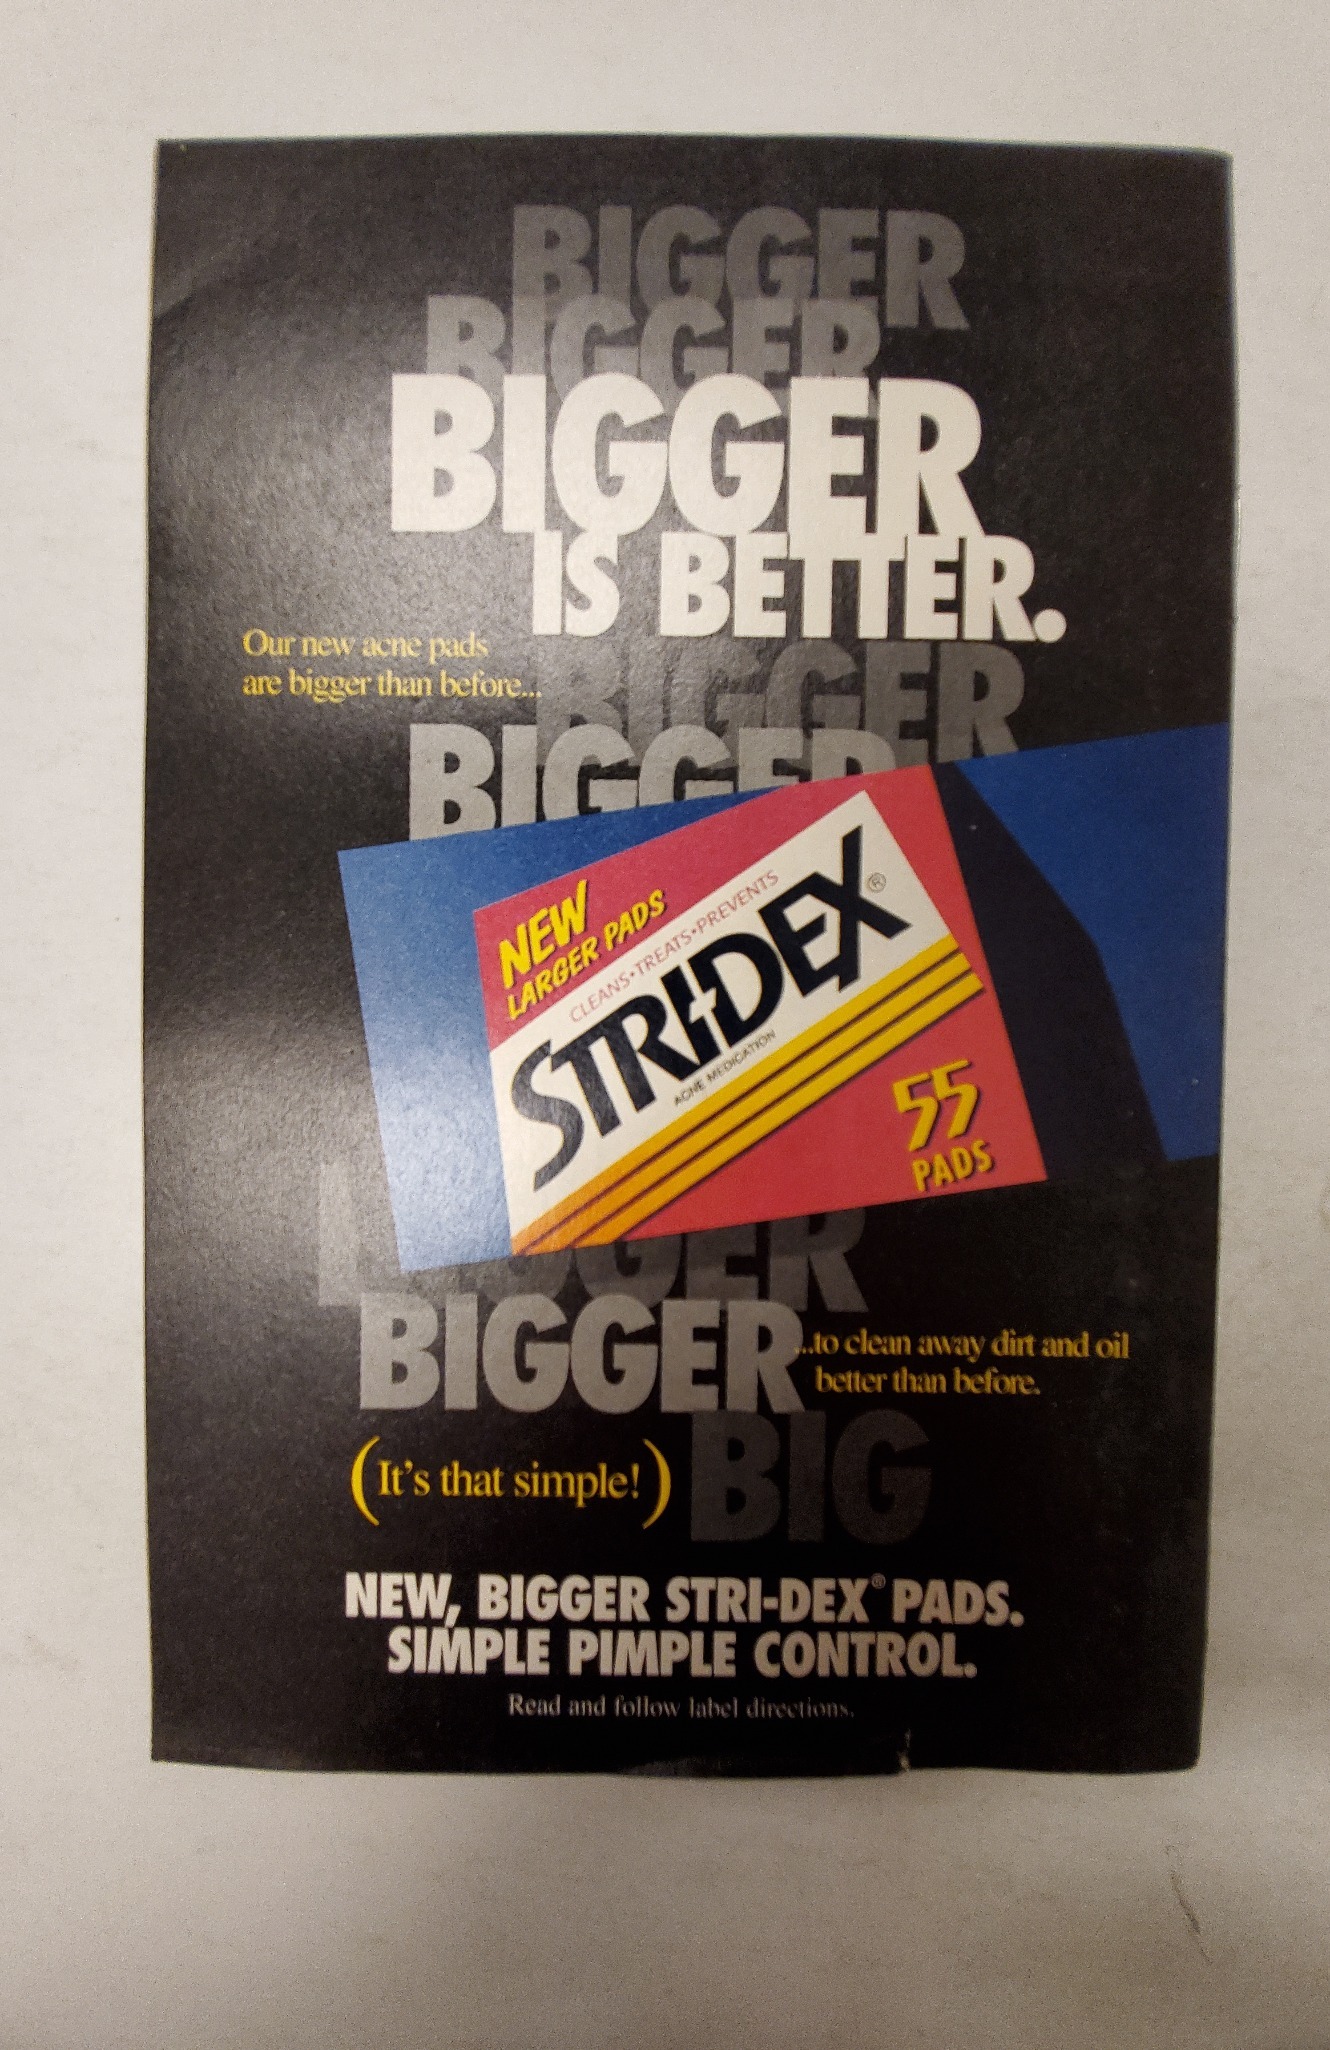 BIGGER
BIGGER
BIGGER
IS BETTER.
Our new acne pads
are bigger than before...
BIGGER
BIGGER
NEW
LARGER PADS
CLEANS•TREATS•PREVENTS
STRI-DEX®
ACNE MEDICATION
55
PADS
BIGGER
BIGGER
...to clean away dirt and oil
better than before.
BIG
(It's that simple!)
NEW, BIGGER STRI-DEX® PADS.
SIMPLE PIMPLE CONTROL.
Read and follow label directions.